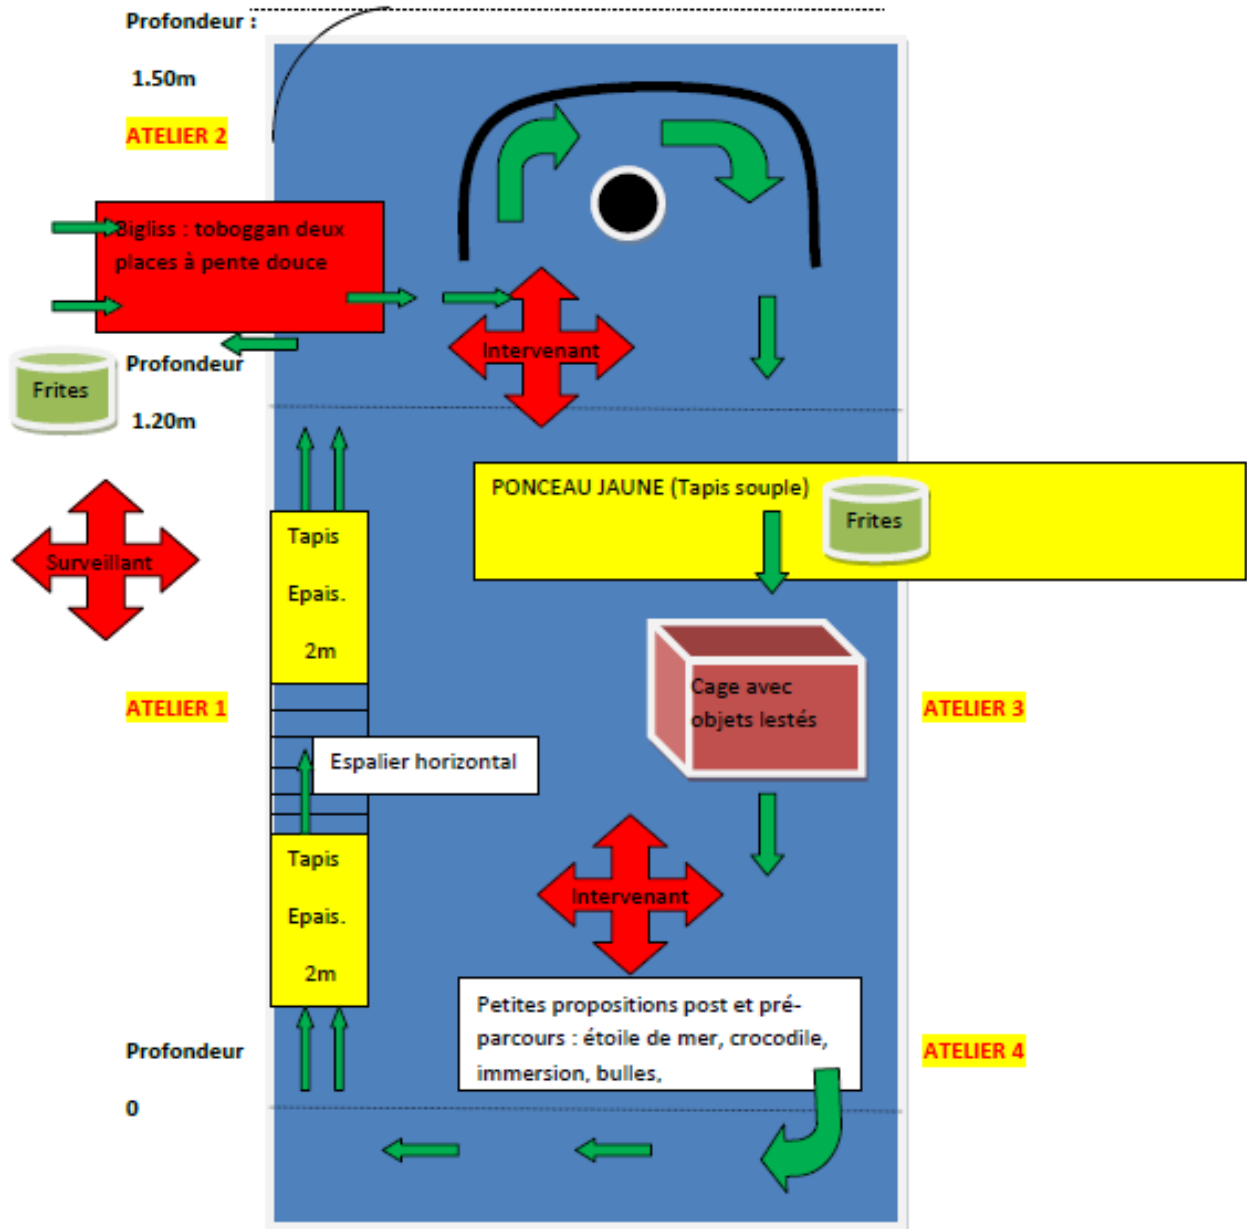 Profondeur :
1.50m
ATELIER 2
Bigliss : toboggan deux
places à pente douce
Intervenant
Profondeur
1.20m
Frites
PONCEAU JAUNE (Tapis souple)
Frites
Surveillant
Tapis
Epais.
2m
ATELIER 1
Cage avec
objets lestés
ATELIER 3
Espalier horizontal
Tapis
Epais.
2m
Intervenant
Petites propositions post et pré-
parcours : étoile de mer, crocodile,
immersion, bulles,
Profondeur
0
ATELIER 4